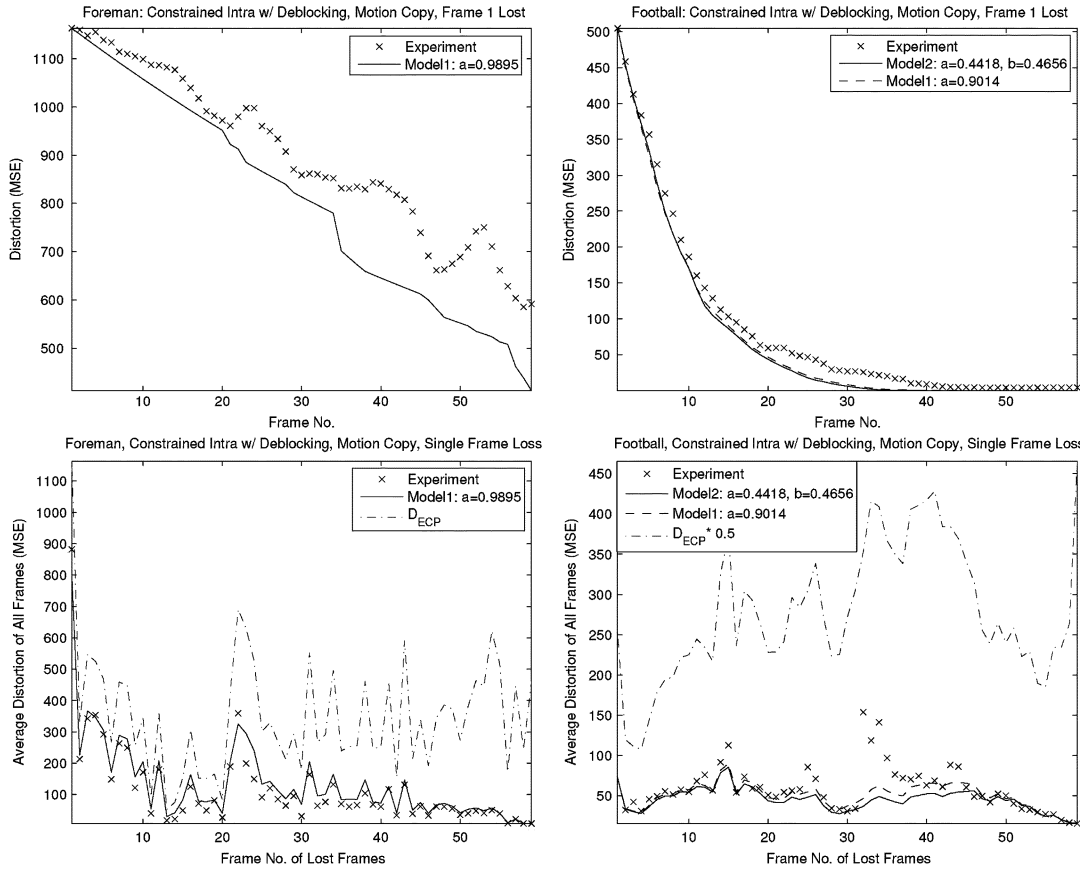 Foreman: Constrained Intra w/ Deblocking, Motion Copy, Frame 1 Lost
Experiment
Model1: a=0.9895
1100
1000
900
800
700
600
500
Distortion (MSE)
10 20 30 40 50
Frame No.
Football: Constrained Intra w/ Deblocking, Motion Copy, Frame 1 Lost
Experiment
Model2: a=0.4418, b=0.4656
Model1: a=0.9014
500
450
400
350
300
250
200
150
100
50
Distortion (MSE)
10 20 30 40 50
Frame No.
Foreman, Constrained Intra w/ Deblocking, Motion Copy, Single Frame Loss
Experiment
Model1: a=0.9895
D_ECP
1100
1000
900
800
700
600
500
400
300
200
100
Average Distortion of All Frames (MSE)
10 20 30 40 50
Frame No. of Lost Frames
Football, Constrained Intra w/ Deblocking, Motion Copy, Single Frame Loss
Experiment
Model2: a=0.4418, b=0.4656
Model1: a=0.9014
D_ECP* 0.5
450
400
350
300
250
200
150
100
50
Average Distortion of All Frames (MSE)
10 20 30 40 50
Frame No. of Lost Frames